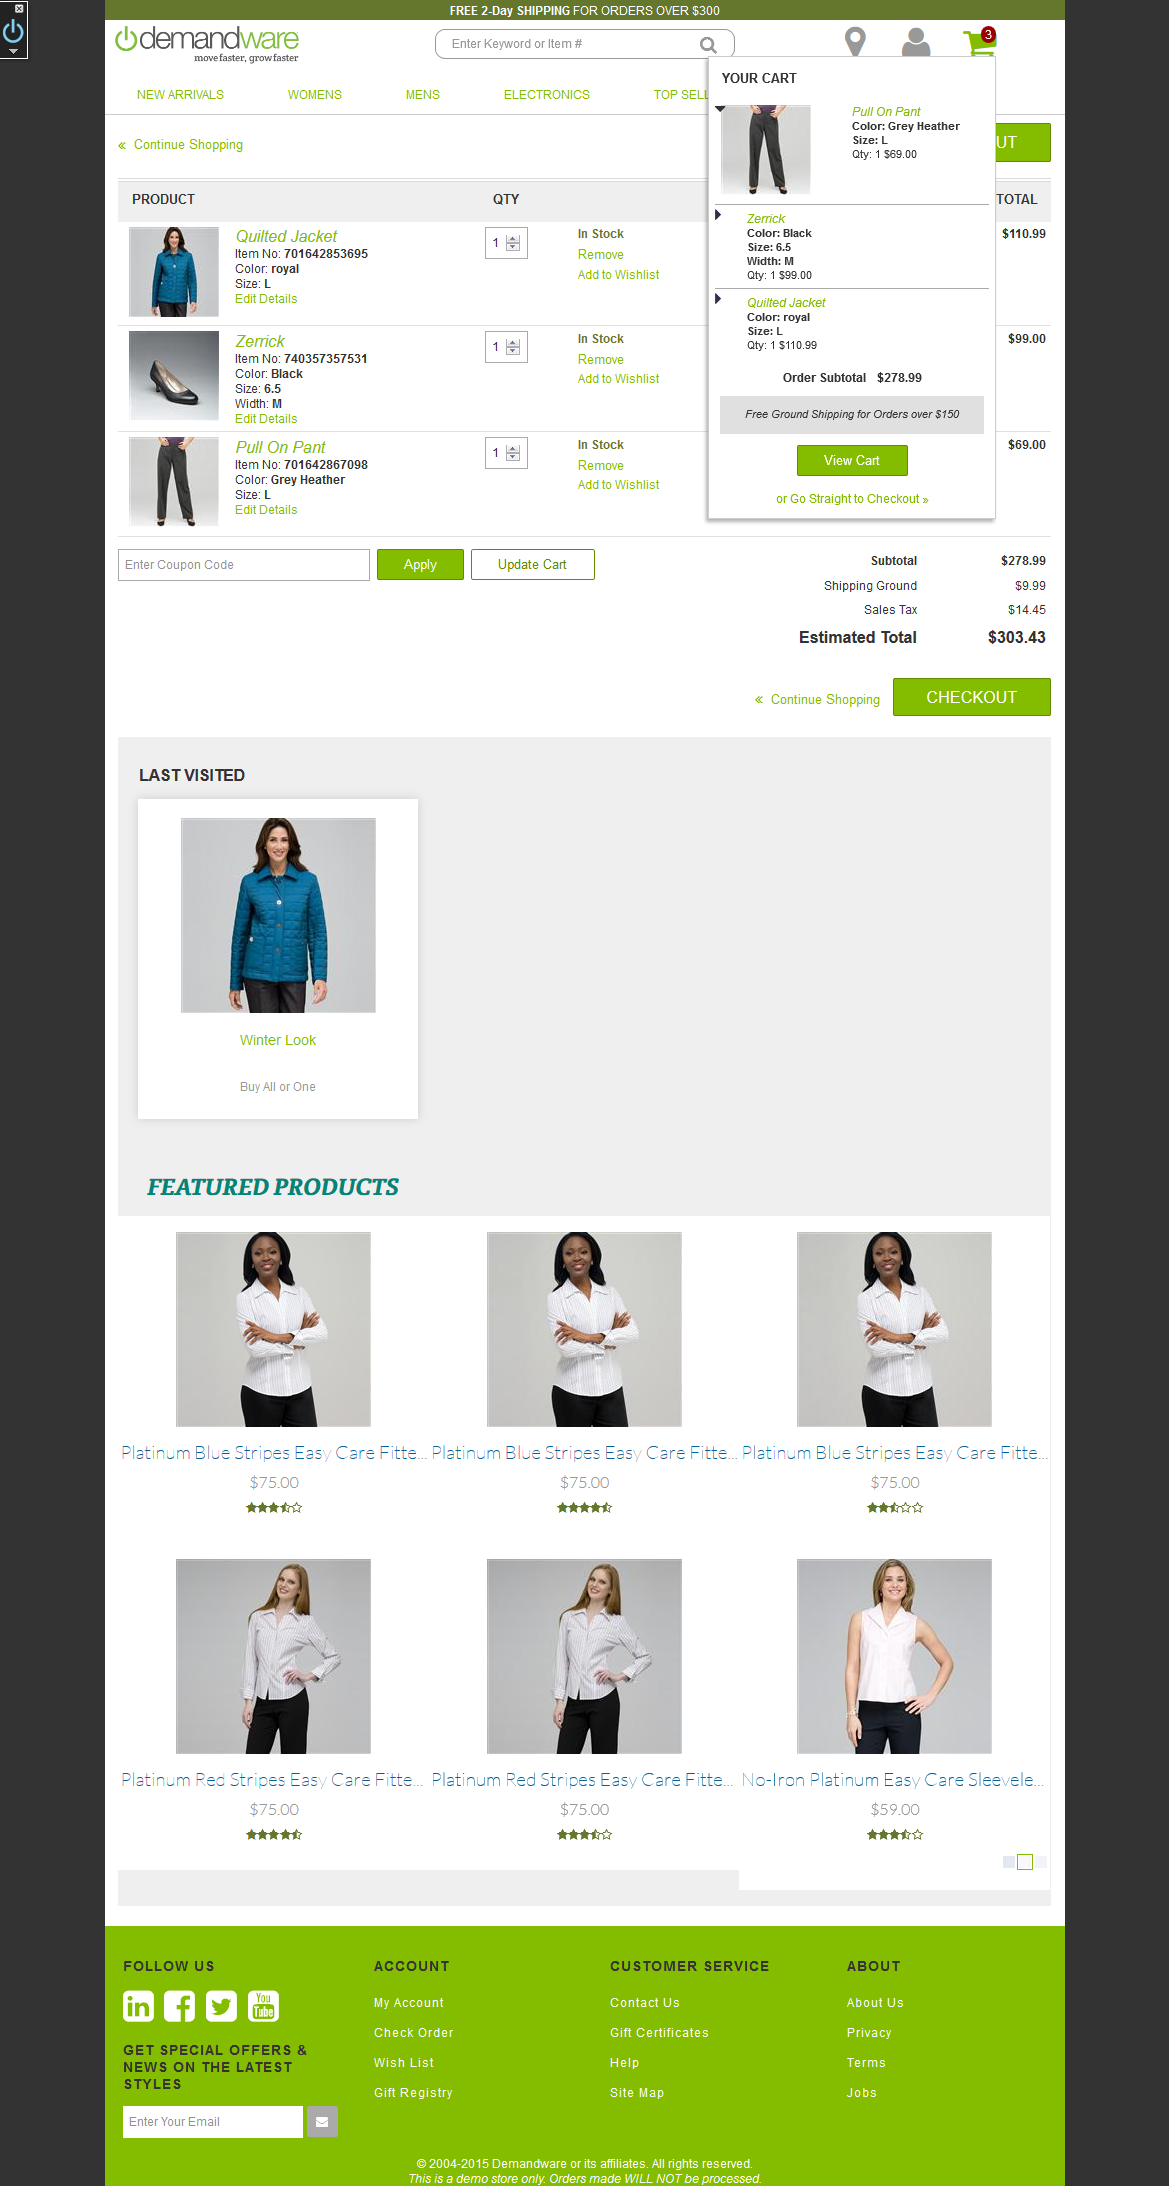 FREE 2-Day SHIPPING FOR ORDERS OVER $300
demandware
move faster, grow faster
Enter Keyword or Item #
3
NEW ARRIVALS
WOMENS
MENS
ELECTRONICS
TOP SELL
YOUR CART
Pull On Pant
Color: Grey Heather
Size: L
Qty: 1 $69.00
Zerrick
Color: Black
Size: 6.5
Width: M
Qty: 1 $99.00
Quilted Jacket
Color: royal
Size: L
Qty: 1 $110.99
Order Subtotal $278.99
Free Ground Shipping for Orders over $150
View Cart
or Go Straight to Checkout »
« Continue Shopping
UT
PRODUCT
QTY
TOTAL
Quilted Jacket
Item No: 701642853695
Color: royal
Size: L
Edit Details
1
In Stock
Remove
Add to Wishlist
$110.99
Zerrick
Item No: 740357357531
Color: Black
Size: 6.5
Width: M
Edit Details
1
In Stock
Remove
Add to Wishlist
$99.00
Pull On Pant
Item No: 701642867098
Color: Grey Heather
Size: L
Edit Details
1
In Stock
Remove
Add to Wishlist
$69.00
Enter Coupon Code
Apply
Update Cart
Subtotal $278.99
Shipping Ground $9.99
Sales Tax $14.45
Estimated Total $303.43
« Continue Shopping
CHECKOUT
LAST VISITED
Winter Look
Buy All or One
FEATURED PRODUCTS
Platinum Blue Stripes Easy Care Fitte...
$75.00
Platinum Blue Stripes Easy Care Fitte...
$75.00
Platinum Blue Stripes Easy Care Fitte...
$75.00
Platinum Red Stripes Easy Care Fitte...
$75.00
Platinum Red Stripes Easy Care Fitte...
$75.00
No-Iron Platinum Easy Care Sleevele...
$59.00
FOLLOW US
in
You
Tube
GET SPECIAL OFFERS &
NEWS ON THE LATEST
STYLES
Enter Your Email
ACCOUNT
My Account
Check Order
Wish List
Gift Registry
CUSTOMER SERVICE
Contact Us
Gift Certificates
Help
Site Map
ABOUT
About Us
Privacy
Terms
Jobs
© 2004-2015 Demandware or its affiliates. All rights reserved.
This is a demo store only. Orders made WILL NOT be processed.